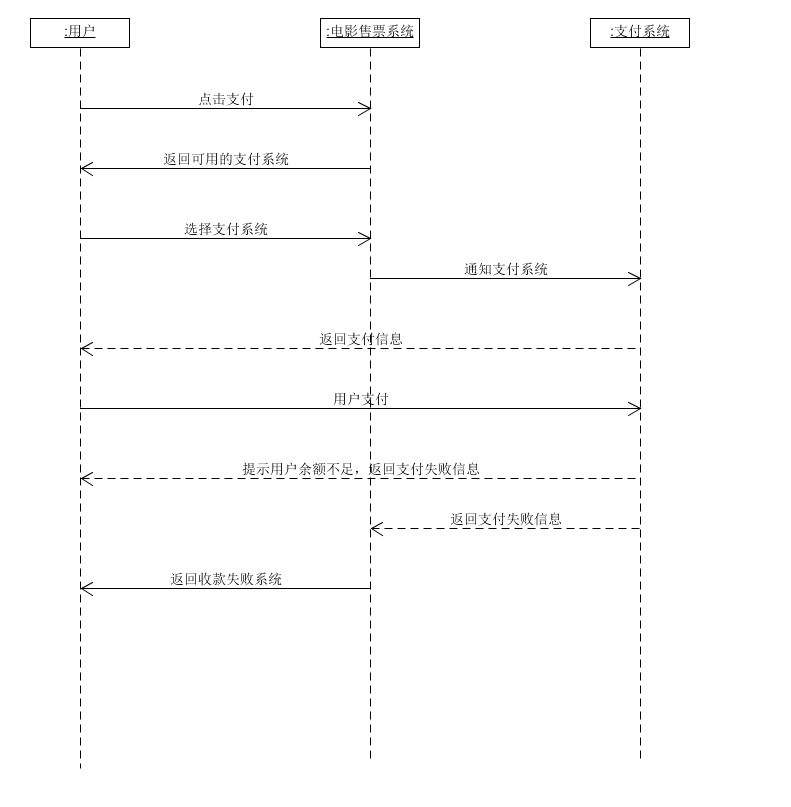 :用户
:电影售票系统
:支付系统
点击支付
返回可用的支付系统
选择支付系统
通知支付系统
返回支付信息
用户支付
提示用户余额不足，返回支付失败信息
返回支付失败信息
返回收款失败系统